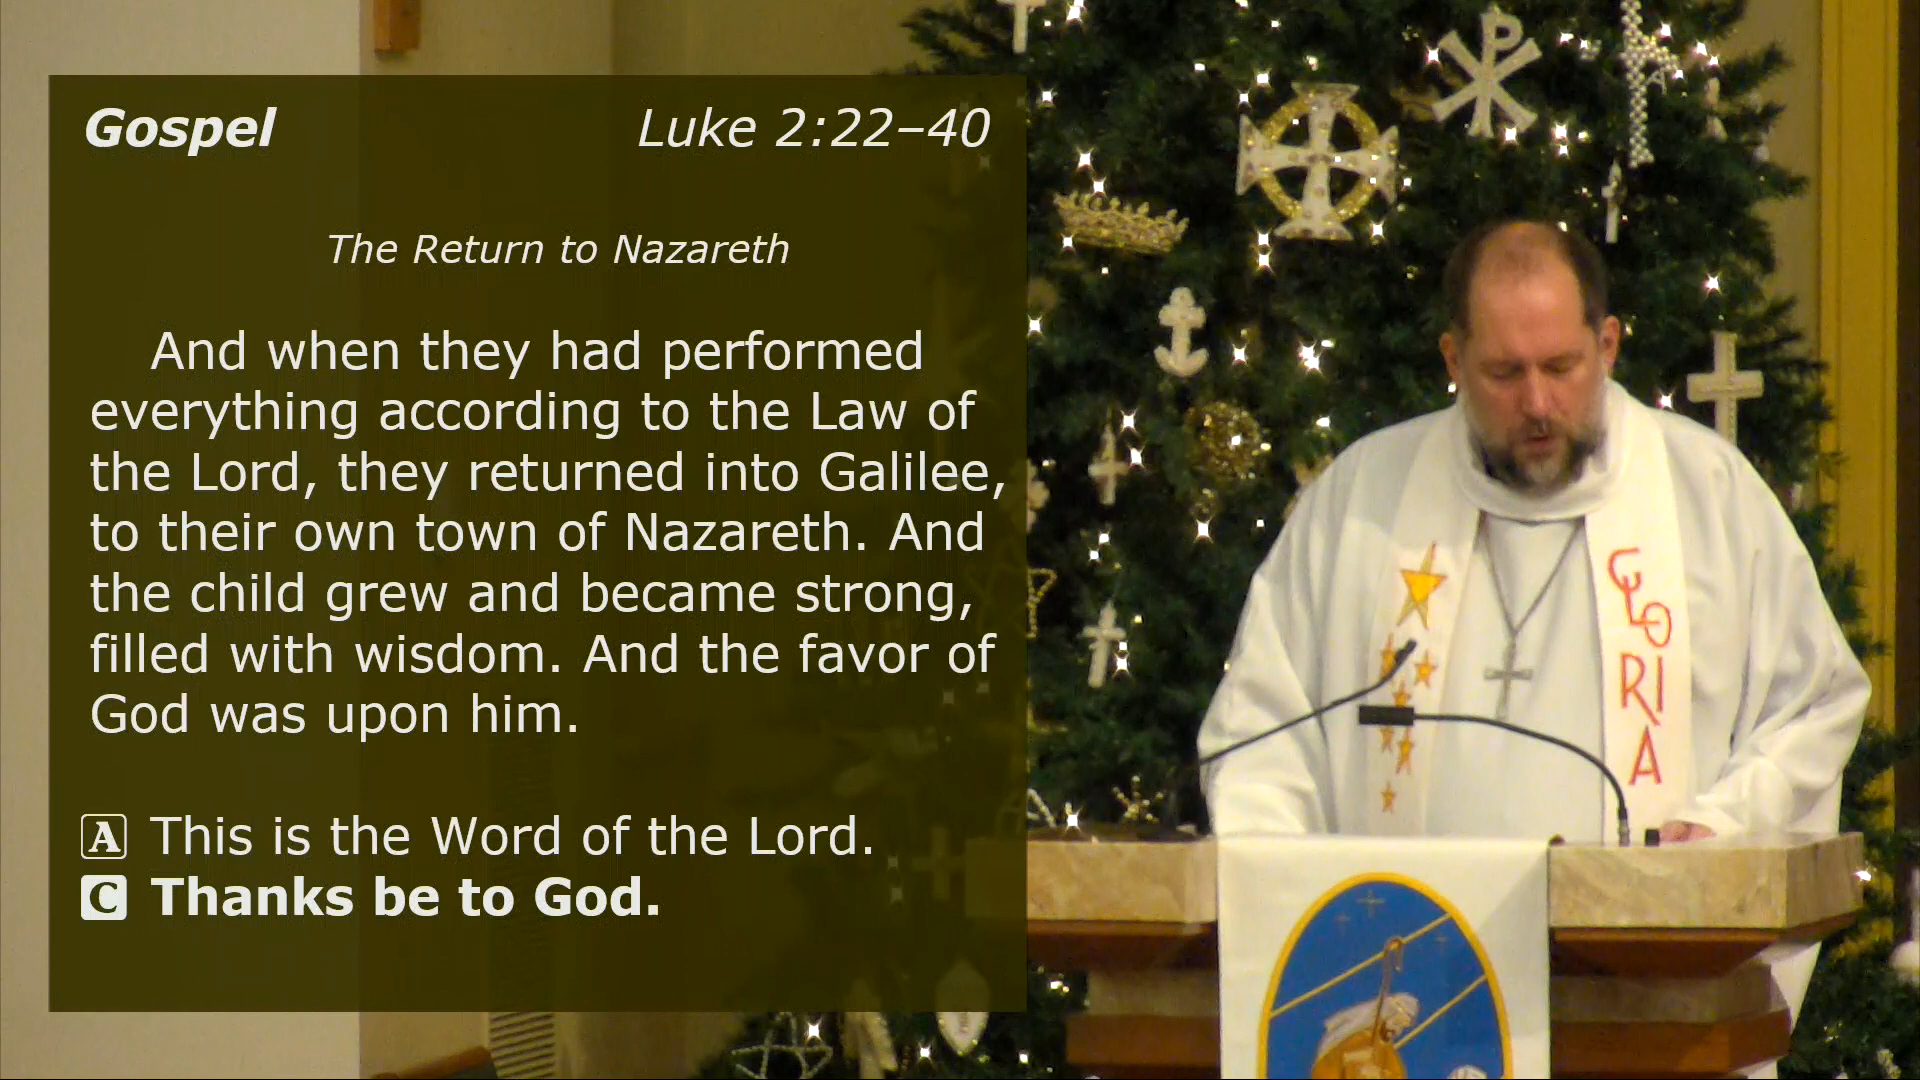 Gospel Luke 2:22–40
The Return to Nazareth
And when they had performed
everything according to the Law of
the Lord, they returned into Galilee,
to their own town of Nazareth. And
the child grew and became strong,
filled with wisdom. And the favor of
God was upon him.
A This is the Word of the Lord.
C Thanks be to God.
GLORIA